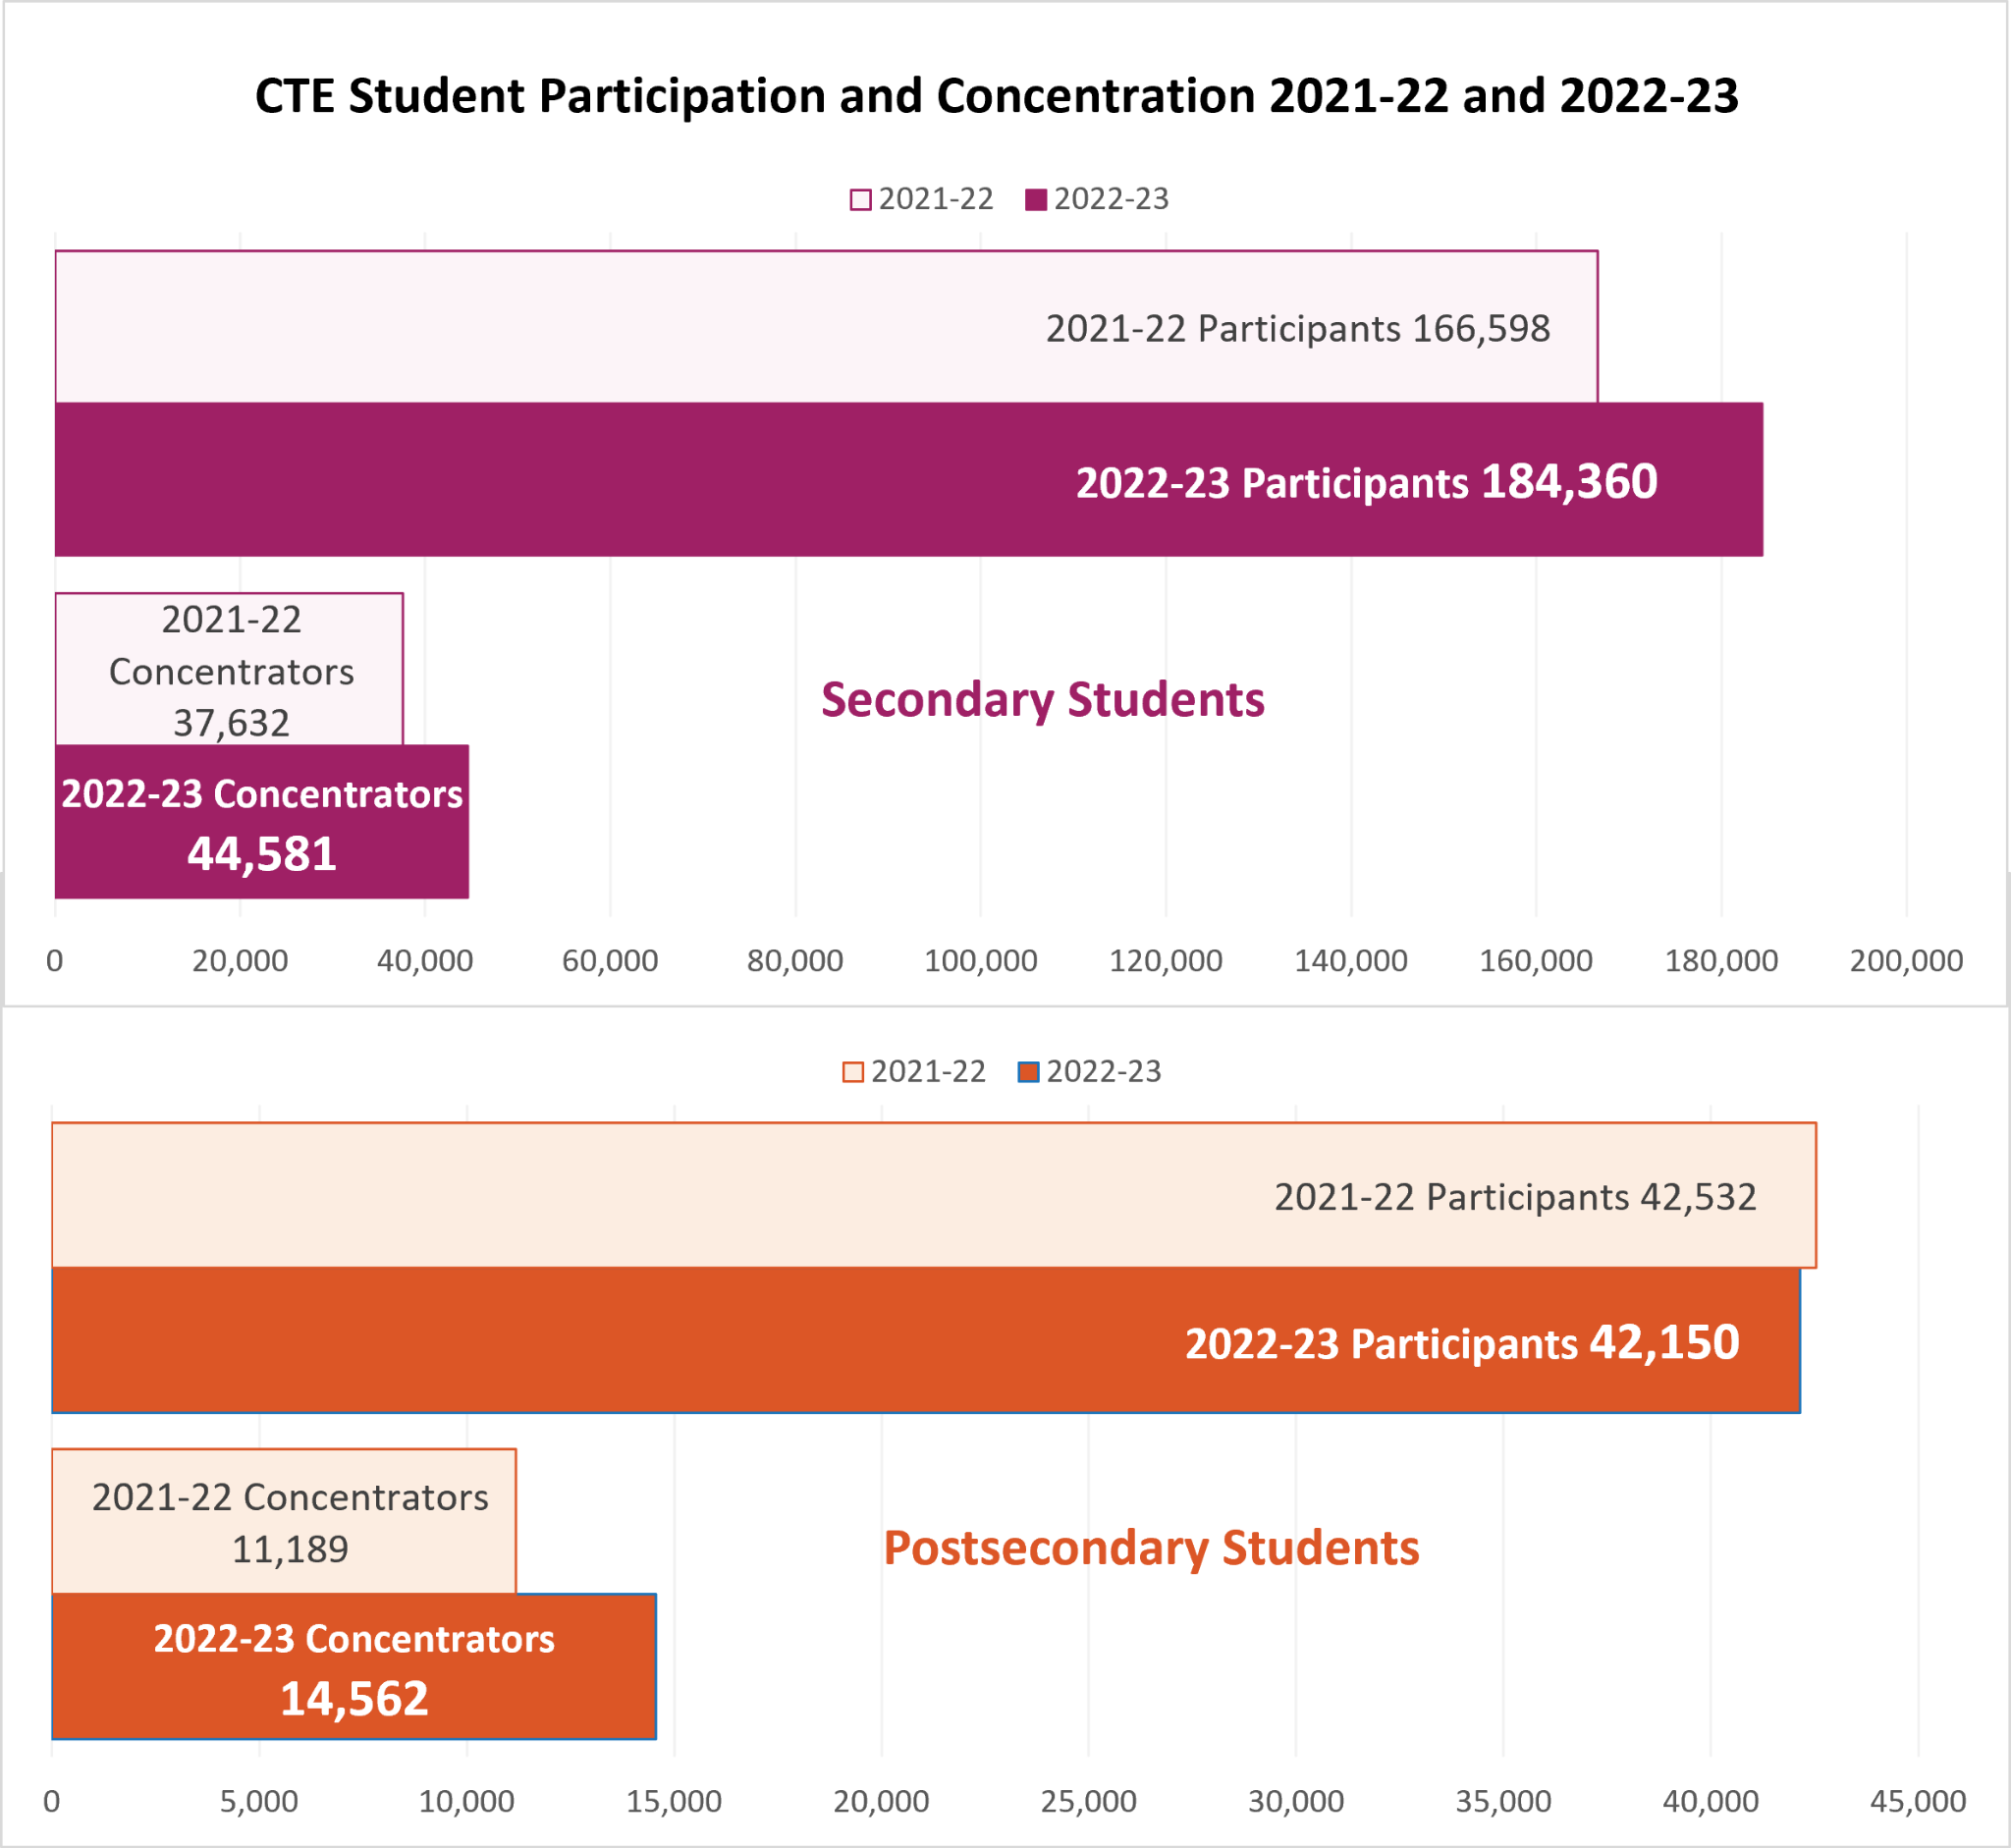 CTE Student Participation and Concentration 2021-22 and 2022-23
2021-22 2022-23
2021-22 Participants 166,598
2022-23 Participants 184,360
2021-22
Concentrators
37,632
Secondary Students
2022-23 Concentrators
44,581
0 20,000 40,000 60,000 80,000 100,000 120,000 140,000 160,000 180,000 200,000
2021-22 2022-23
2021-22 Participants 42,532
2022-23 Participants 42,150
2021-22 Concentrators
11,189
Postsecondary Students
2022-23 Concentrators
14,562
0 5,000 10,000 15,000 20,000 25,000 30,000 35,000 40,000 45,000